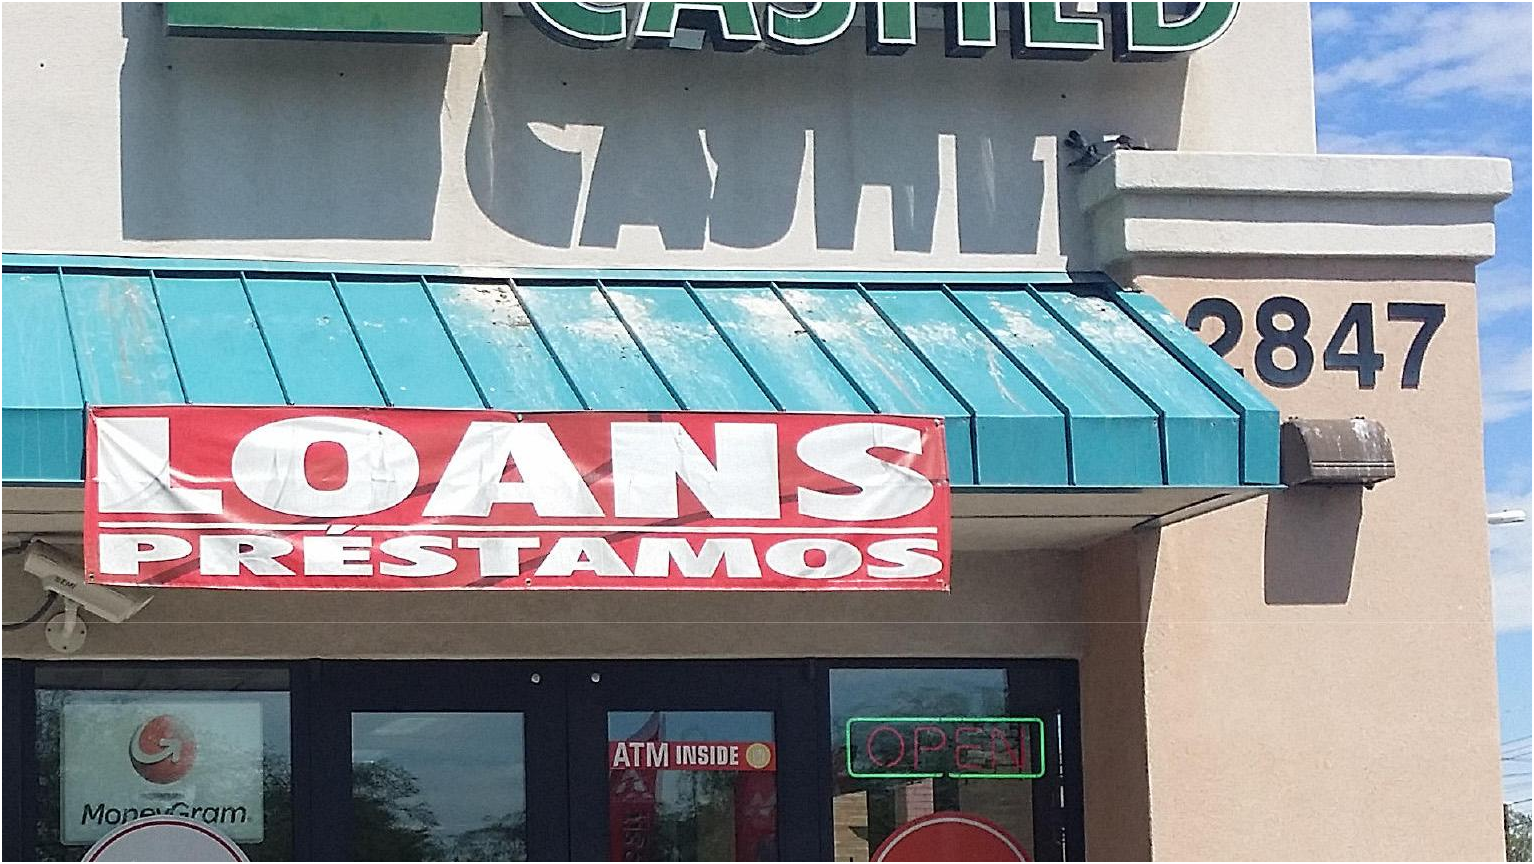 CASHED
2847
LOANS
PRÉSTAMOS
MoneyGram
ATM INSIDE
OPEN